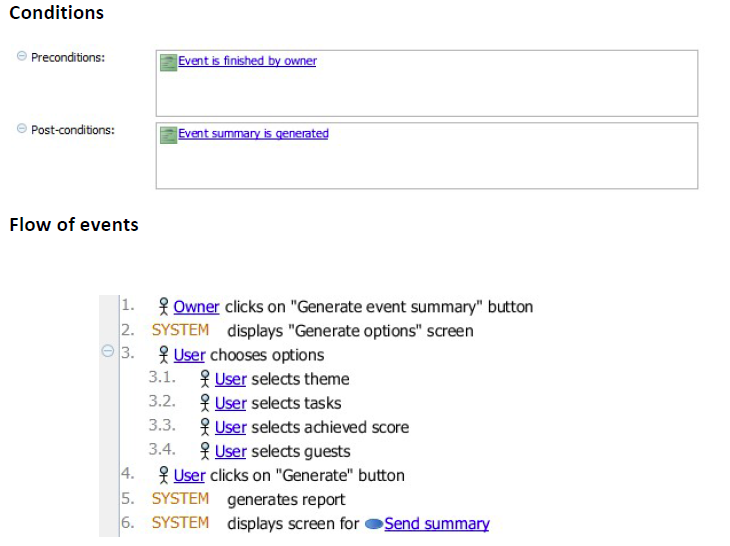 Conditions
Preconditions: Event is finished by owner
Post-conditions: Event summary is generated
Flow of events
1. Owner clicks on "Generate event summary" button
2. SYSTEM displays "Generate options" screen
3. User chooses options
3.1. User selects theme
3.2. User selects tasks
3.3. User selects achieved score
3.4. User selects guests
4. User clicks on "Generate" button
5. SYSTEM generates report
6. SYSTEM displays screen for Send summary